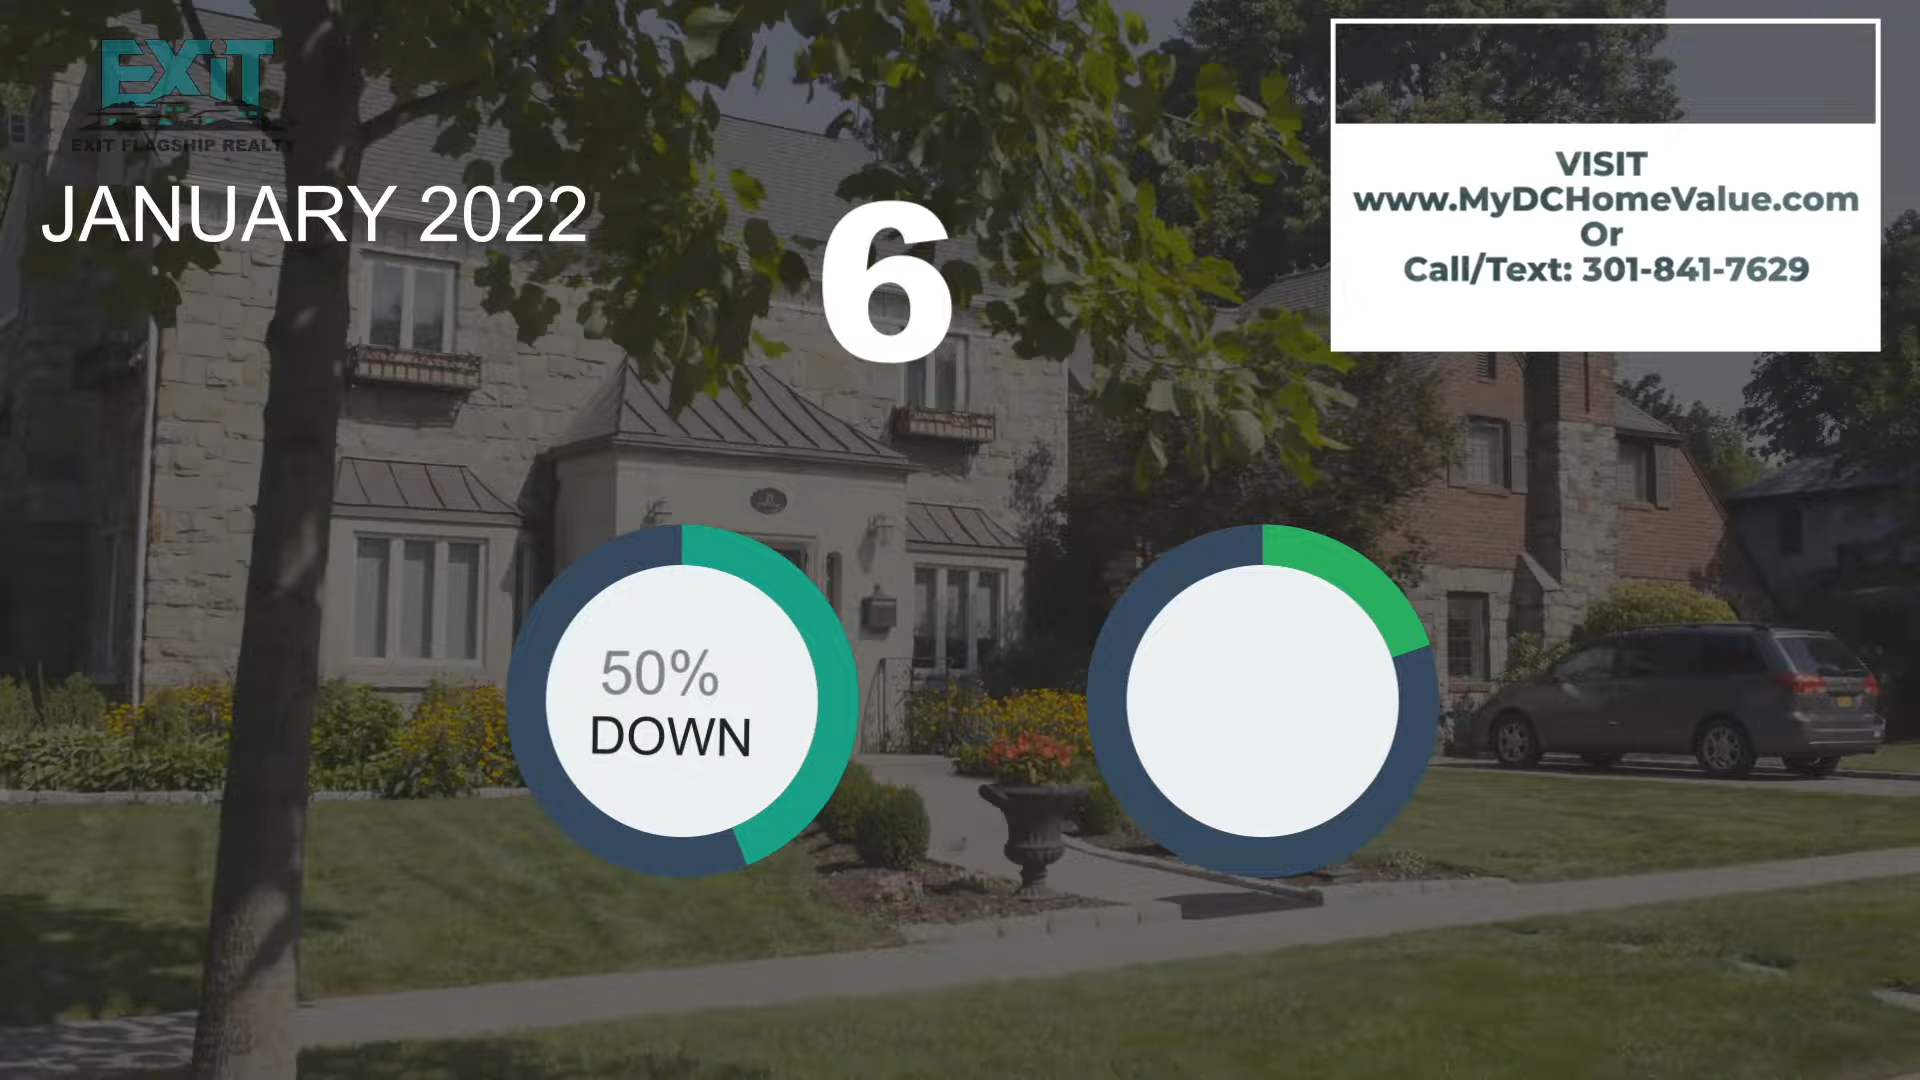 EXiT
EXIT FLAGSHIP REALTY
JANUARY 2022
6
VISIT
www.MyDCHomeValue.com
Or
Call/Text: 301-841-7629
50%
DOWN